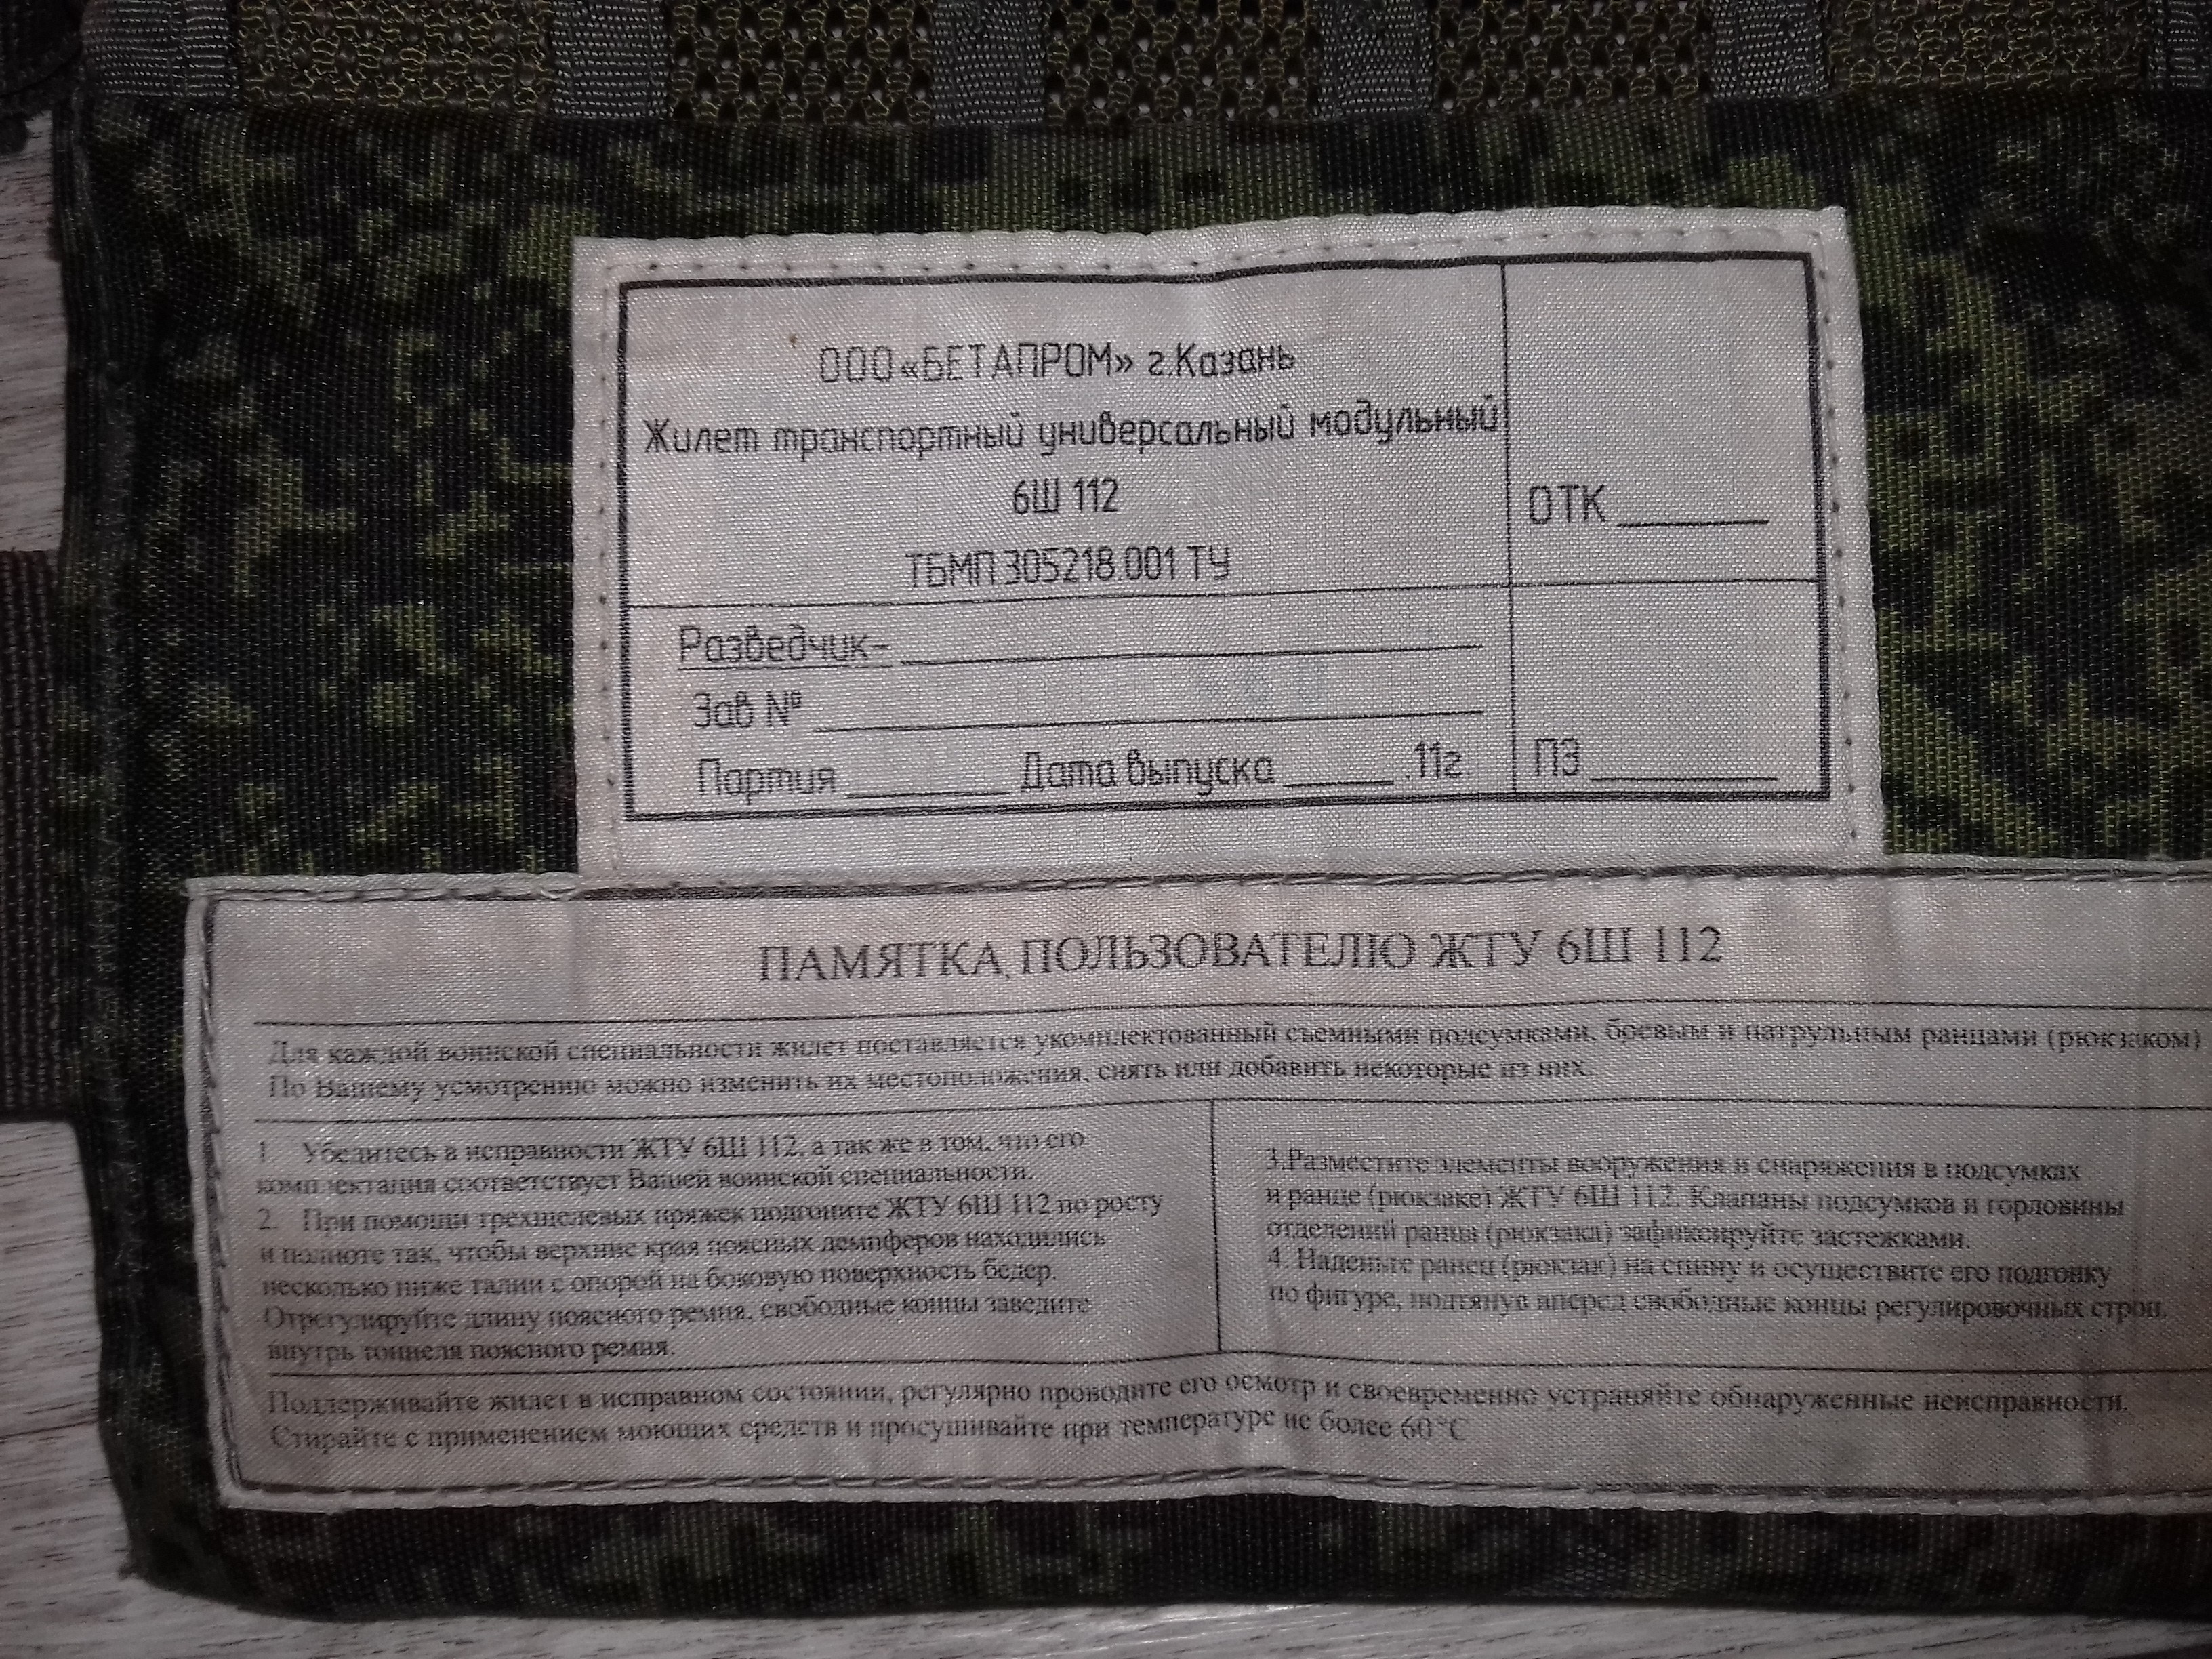 ООО«БЕТАПРОМ» г.Казань
Жилет транспортный универсальный модульный
6Ш 112
ТБМП 305218.001 ТУ
ОТК
Разведчик-
Зав №
Партия Дата выпуска .11г.
ПЗ
ПАМЯТКА ПОЛЬЗОВАТЕЛЮ ЖТУ 6Ш 112
Для каждой воинской специальности жилет поставляется укомплектованный съемными подсумками, боевым и патрульным ранцами (рюкзаком)
По Вашему усмотрению можно изменить их местоположения, снять или добавить некоторые из них.
1. Убедитесь в исправности ЖТУ 6Ш 112, а так же в том, что его
комплектация соответствует Вашей воинской специальности.
2. При помощи трехщелевых пряжек подгоните ЖТУ 6Ш 112 по росту
и полноте так, чтобы верхние края поясных демпферов находились
несколько ниже талии с опорой на боковую поверхность бедер.
Отрегулируйте длину поясного ремня, свободные концы заведите
внутрь тоннеля поясного ремня.
3.Разместите элементы вооружения и снаряжения в подсумках
и ранце (рюкзаке) ЖТУ 6Ш 112. Клапаны подсумков и горловины
отделений ранца (рюкзака) зафиксируйте застежками.
4. Наденьте ранец (рюкзак) на спину и осуществите его подгонку
по фигуре, подтянув вперед свободные концы регулировочных строп.
Поддерживайте жилет в исправном состоянии, регулярно проводите его осмотр и своевременно устраняйте обнаруженные неисправности.
Стирайте с применением моющих средств и просушивайте при температуре не более 60 °С